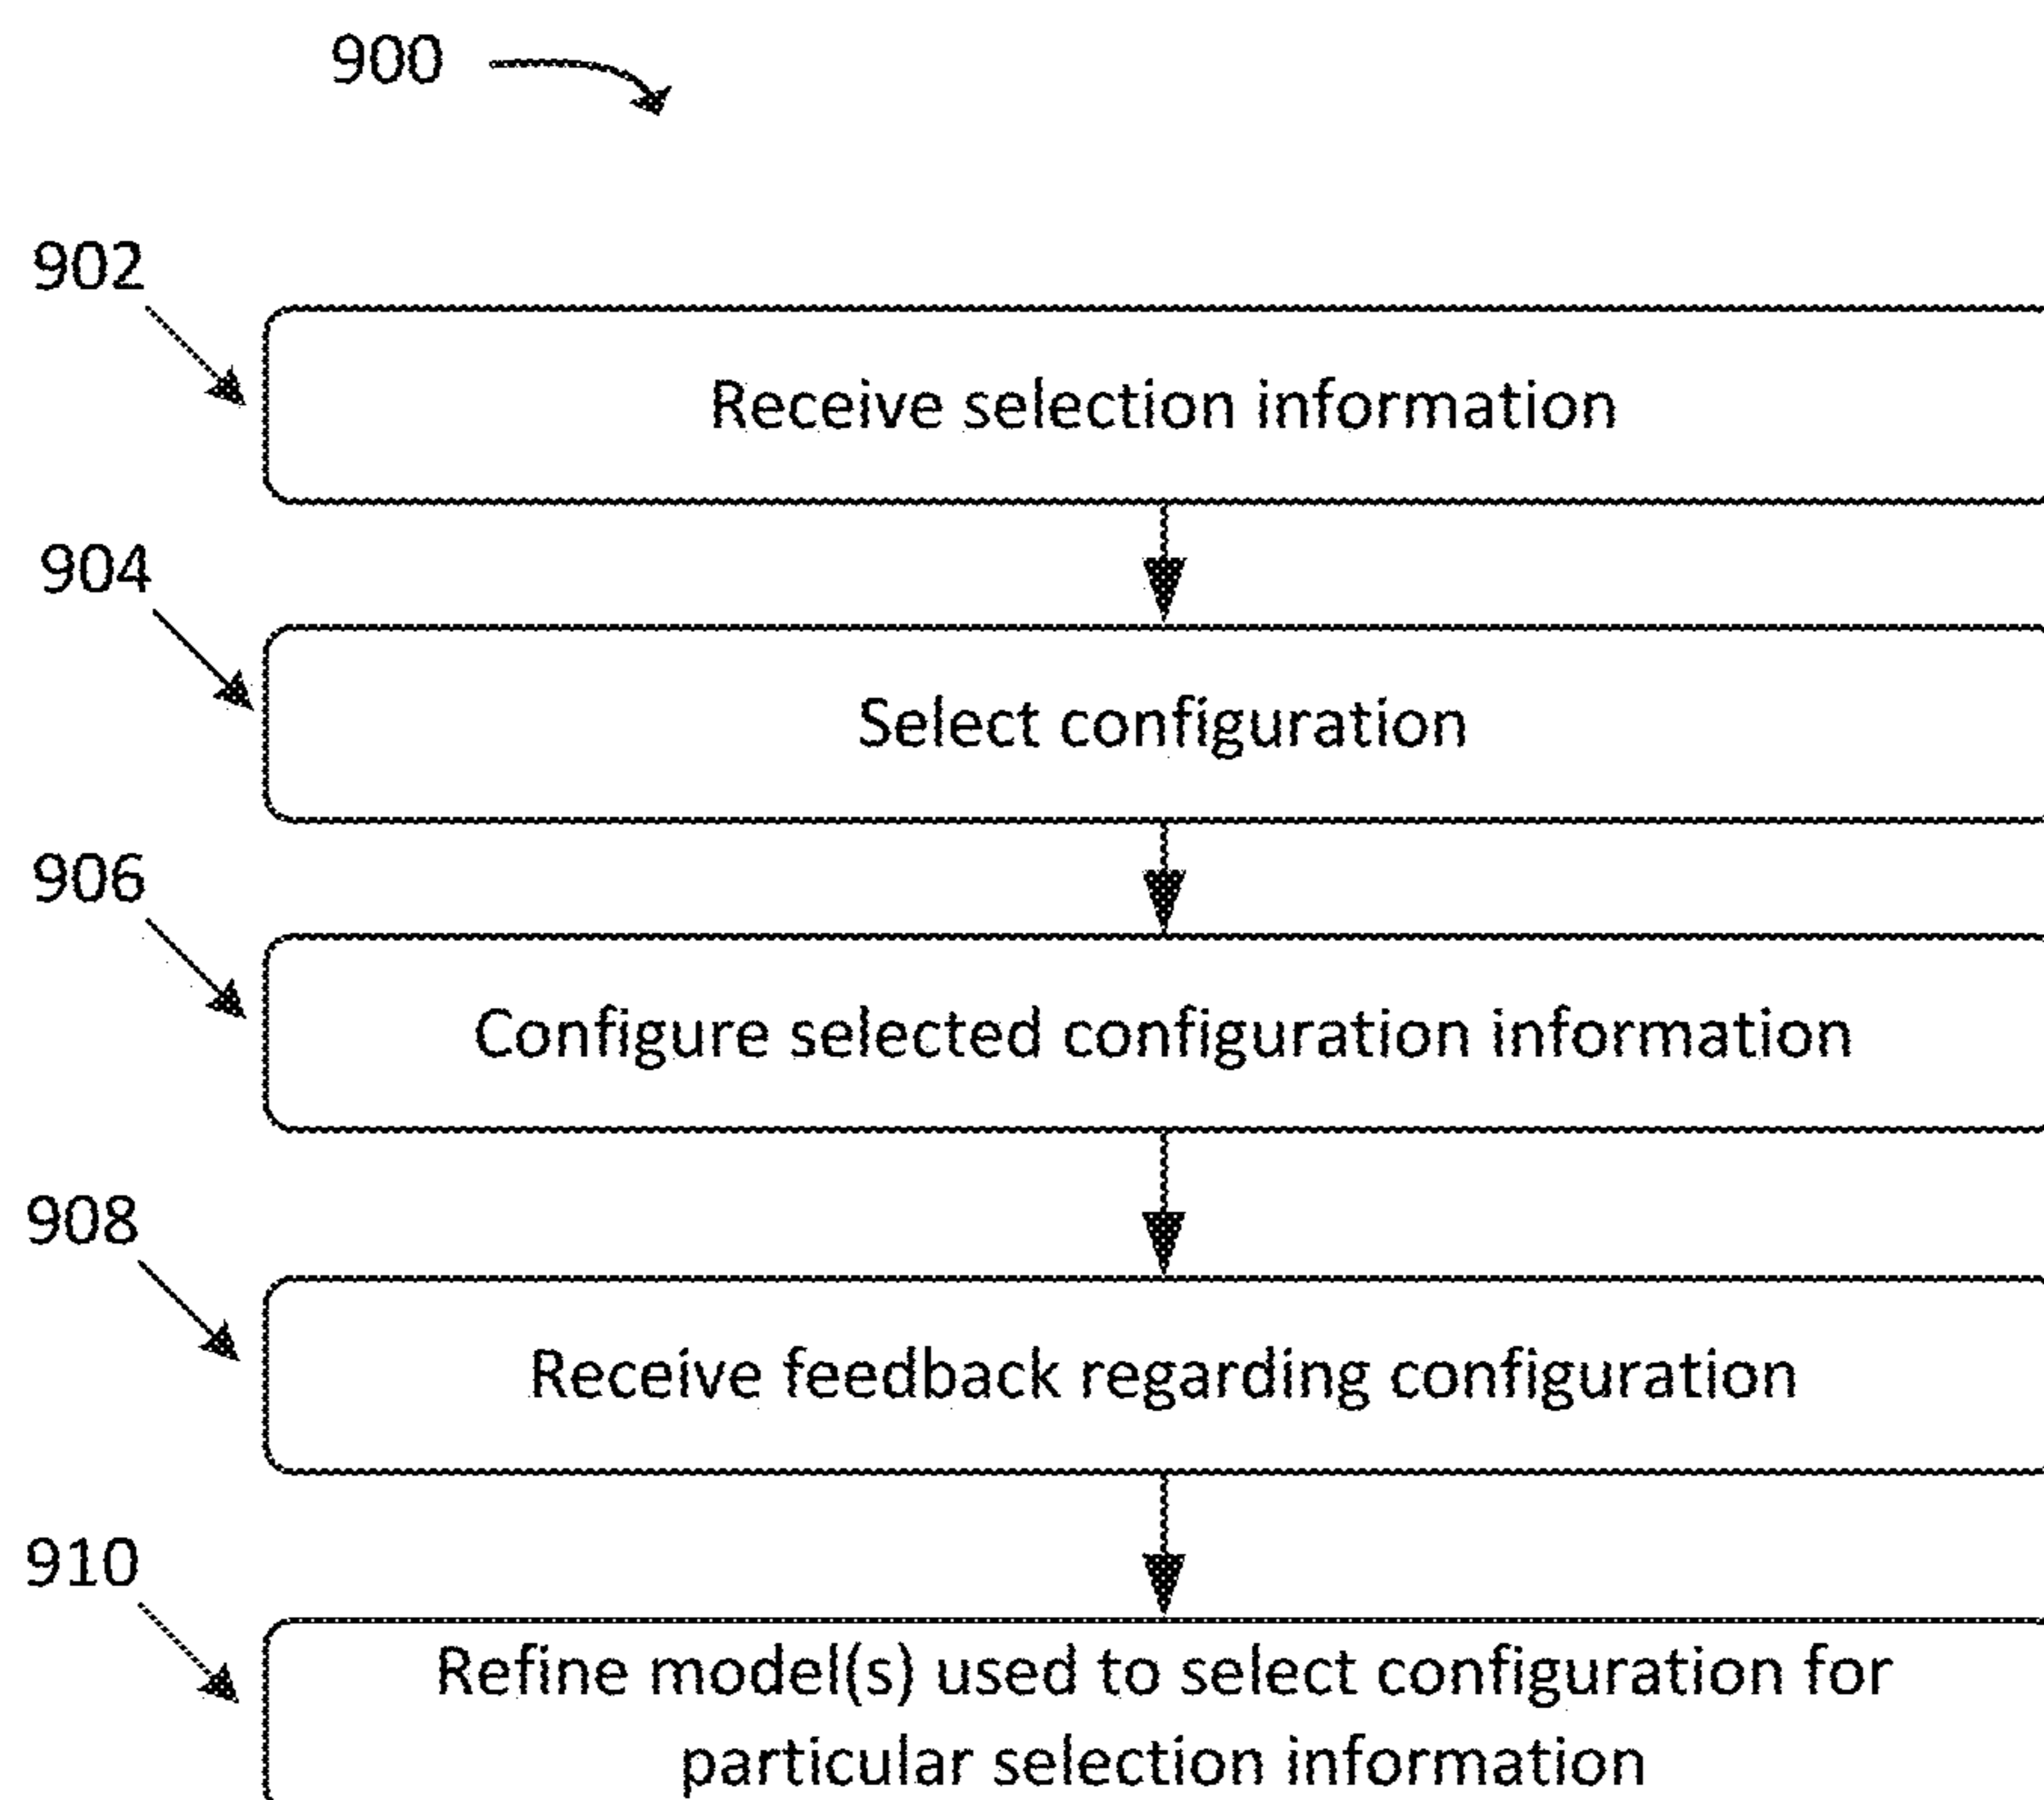 900
902
Receive selection information
904
Select configuration
906
Configure selected configuration information
908
Receive feedback regarding configuration
910
Refine model(s) used to select configuration for
particular selection information